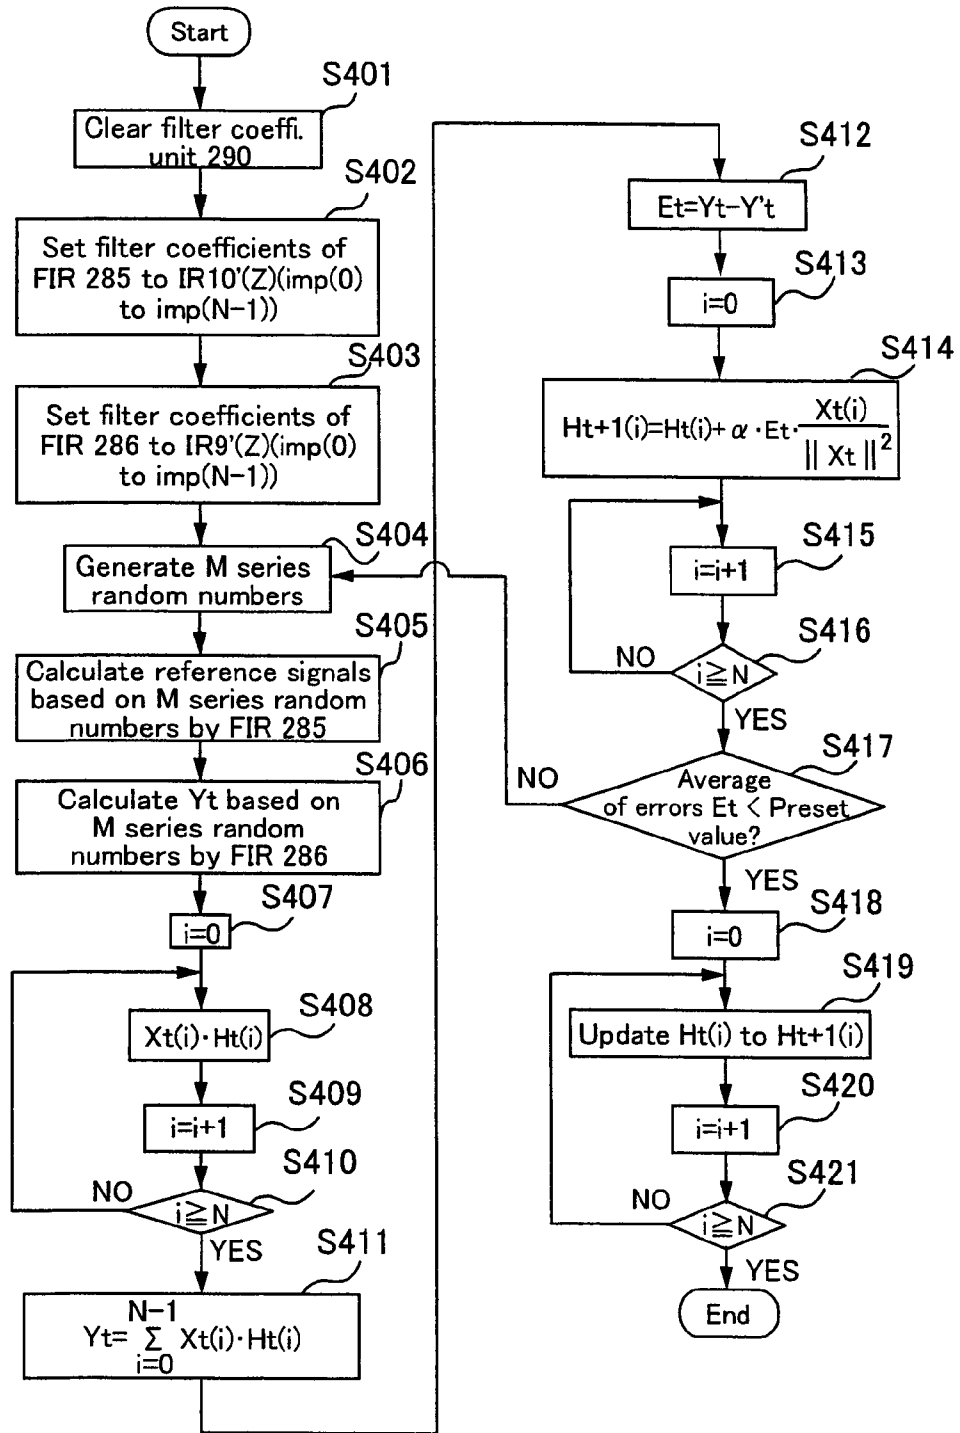 Start
S401
Clear filter coeffi.
unit 290
S402
Set filter coefficients of
FIR 285 to IR10'(Z)(imp(0)
to imp(N-1))
S403
Set filter coefficients of
FIR 286 to IR9'(Z)(imp(0)
to imp(N-1))
S404
Generate M series
random numbers
S405
Calculate reference signals
based on M series random
numbers by FIR 285
S406
Calculate Yt based on
M series random
numbers by FIR 286
S407
i=0
S408
Xt(i)·Ht(i)
S409
i=i+1
S410
NO
i≧N
YES
S411
N-1
Yt= Σ Xt(i)·Ht(i)
i=0
S412
Et=Yt-Y't
S413
i=0
S414
Ht+1(i)=Ht(i)+α·Et·Xt(i)/‖Xt‖²
S415
i=i+1
S416
NO
i≧N
YES
S417
NO
Average
of errors Et < Preset
value?
YES
S418
i=0
S419
Update Ht(i) to Ht+1(i)
S420
i=i+1
S421
NO
i≧N
YES
End